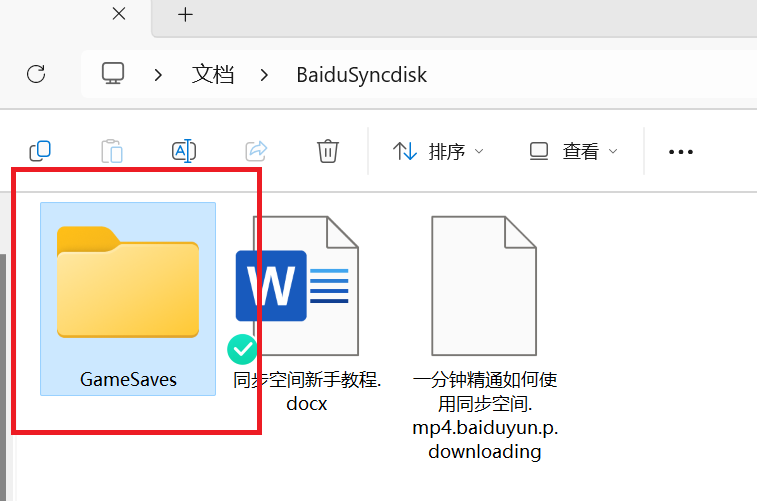 文档 > BaiduSyncdisk
排序
查看
GameSaves
W
同步空间新手教程.
docx
一分钟精通如何使
用同步空间.
mp4.baiduyun.p.
downloading